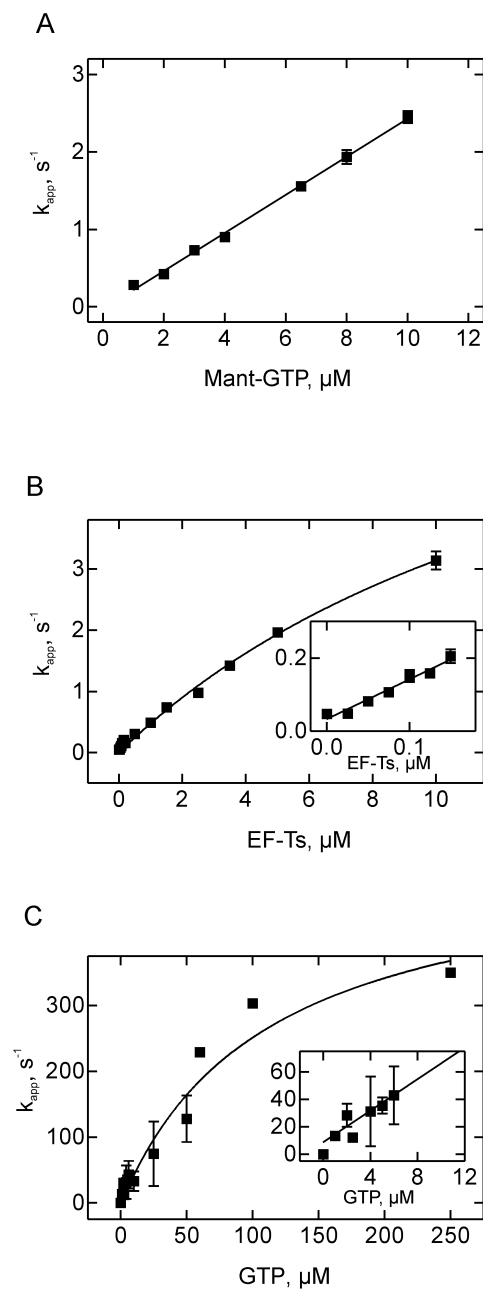 A
3
2
1
0
k_app, s⁻¹
0 2 4 6 8 10 12
Mant-GTP, µM
B
3
2
1
0
k_app, s⁻¹
0.2
0.0
0.0 0.1
EF-Ts, µM
0 2 4 6 8 10
EF-Ts, µM
C
300
200
100
0
k_app, s⁻¹
60
40
20
0
0 4 8 12
GTP, µM
0 50 100 150 200 250
GTP, µM